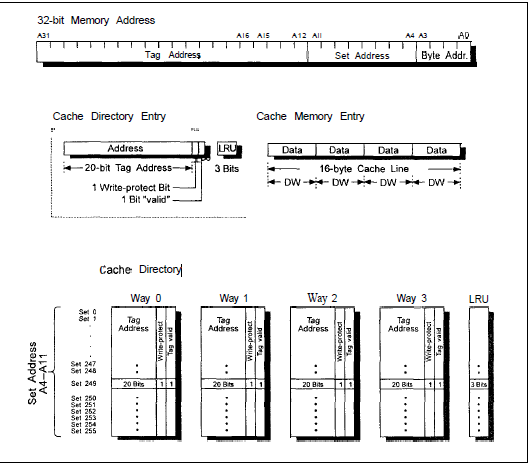 32-bit Memory Address
A31 A16 A15 A12 A11 A4 A3 A0
Tag Address Set Address Byte Addr.
Cache Directory Entry Cache Memory Entry
Address LRU Data Data Data Data
20-bit Tag Address 3 Bits 16-byte Cache Line
1 Write-protect Bit DW DW DW DW
1 Bit "valid"
Cache Directory
Way 0 Way 1 Way 2 Way 3 LRU
Set 0
Set 1
Tag Address Write-protect Tag valid Tag Address Write-protect Tag valid Tag Address Write-protect Tag valid Tag Address Write-protect Tag valid
Set Address
A4–A11
Set 247
Set 248
Set 249 20 Bits 1 1 20 Bits 1 1 20 Bits 1 1 20 Bits 1 1 3 Bits
Set 250
Set 251
Set 252
Set 253
Set 254
Set 255